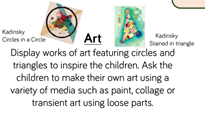 Kadinsky
Circles in a Circle
Art
Kadinsky
Stained in triangle
Display works of art featuring circles and
triangles to inspire the children. Ask the
children to make their own art using a
variety of media such as paint, collage or
transient art using loose parts.